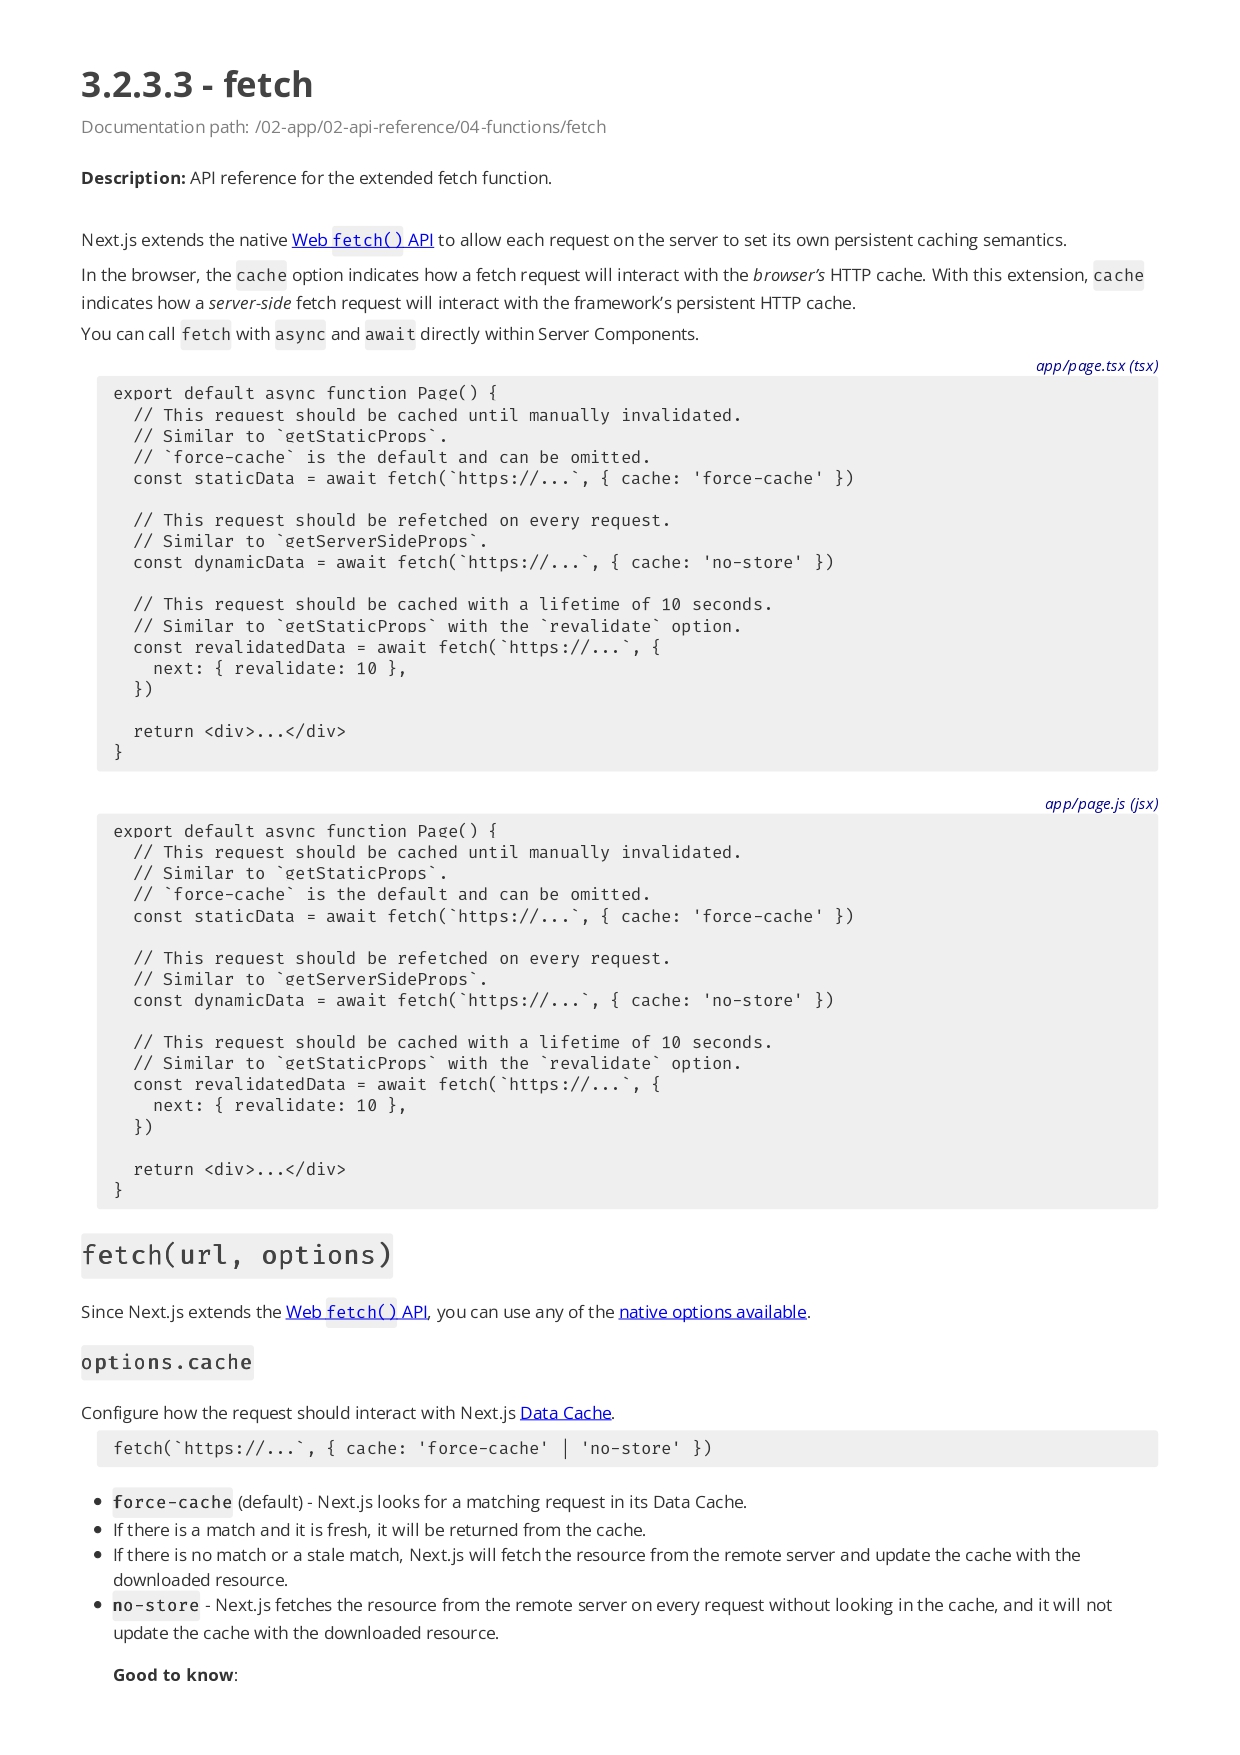 3.2.3.3 - fetch
Documentation path: /02-app/02-api-reference/04-functions/fetch
Description: API reference for the extended fetch function.
Next.js extends the native Web fetch() API to allow each request on the server to set its own persistent caching semantics.
In the browser, the cache option indicates how a fetch request will interact with the browser’s HTTP cache. With this extension, cache
indicates how a server-side fetch request will interact with the framework’s persistent HTTP cache.
You can call fetch with async and await directly within Server Components.
app/page.tsx (tsx)
export default async function Page() {
  // This request should be cached until manually invalidated.
  // Similar to `getStaticProps`.
  // `force-cache` is the default and can be omitted.
  const staticData = await fetch(`https://...`, { cache: 'force-cache' })
  // This request should be refetched on every request.
  // Similar to `getServerSideProps`.
  const dynamicData = await fetch(`https://...`, { cache: 'no-store' })
  // This request should be cached with a lifetime of 10 seconds.
  // Similar to `getStaticProps` with the `revalidate` option.
  const revalidatedData = await fetch(`https://...`, {
    next: { revalidate: 10 },
  })
  return <div>...</div>
}
app/page.js (jsx)
export default async function Page() {
  // This request should be cached until manually invalidated.
  // Similar to `getStaticProps`.
  // `force-cache` is the default and can be omitted.
  const staticData = await fetch(`https://...`, { cache: 'force-cache' })
  // This request should be refetched on every request.
  // Similar to `getServerSideProps`.
  const dynamicData = await fetch(`https://...`, { cache: 'no-store' })
  // This request should be cached with a lifetime of 10 seconds.
  // Similar to `getStaticProps` with the `revalidate` option.
  const revalidatedData = await fetch(`https://...`, {
    next: { revalidate: 10 },
  })
  return <div>...</div>
}
fetch(url, options)
Since Next.js extends the Web fetch() API, you can use any of the native options available.
options.cache
Configure how the request should interact with Next.js Data Cache.
fetch(`https://...`, { cache: 'force-cache' | 'no-store' })
• force-cache (default) - Next.js looks for a matching request in its Data Cache.
• If there is a match and it is fresh, it will be returned from the cache.
• If there is no match or a stale match, Next.js will fetch the resource from the remote server and update the cache with the
downloaded resource.
• no-store - Next.js fetches the resource from the remote server on every request without looking in the cache, and it will not
update the cache with the downloaded resource.
Good to know: